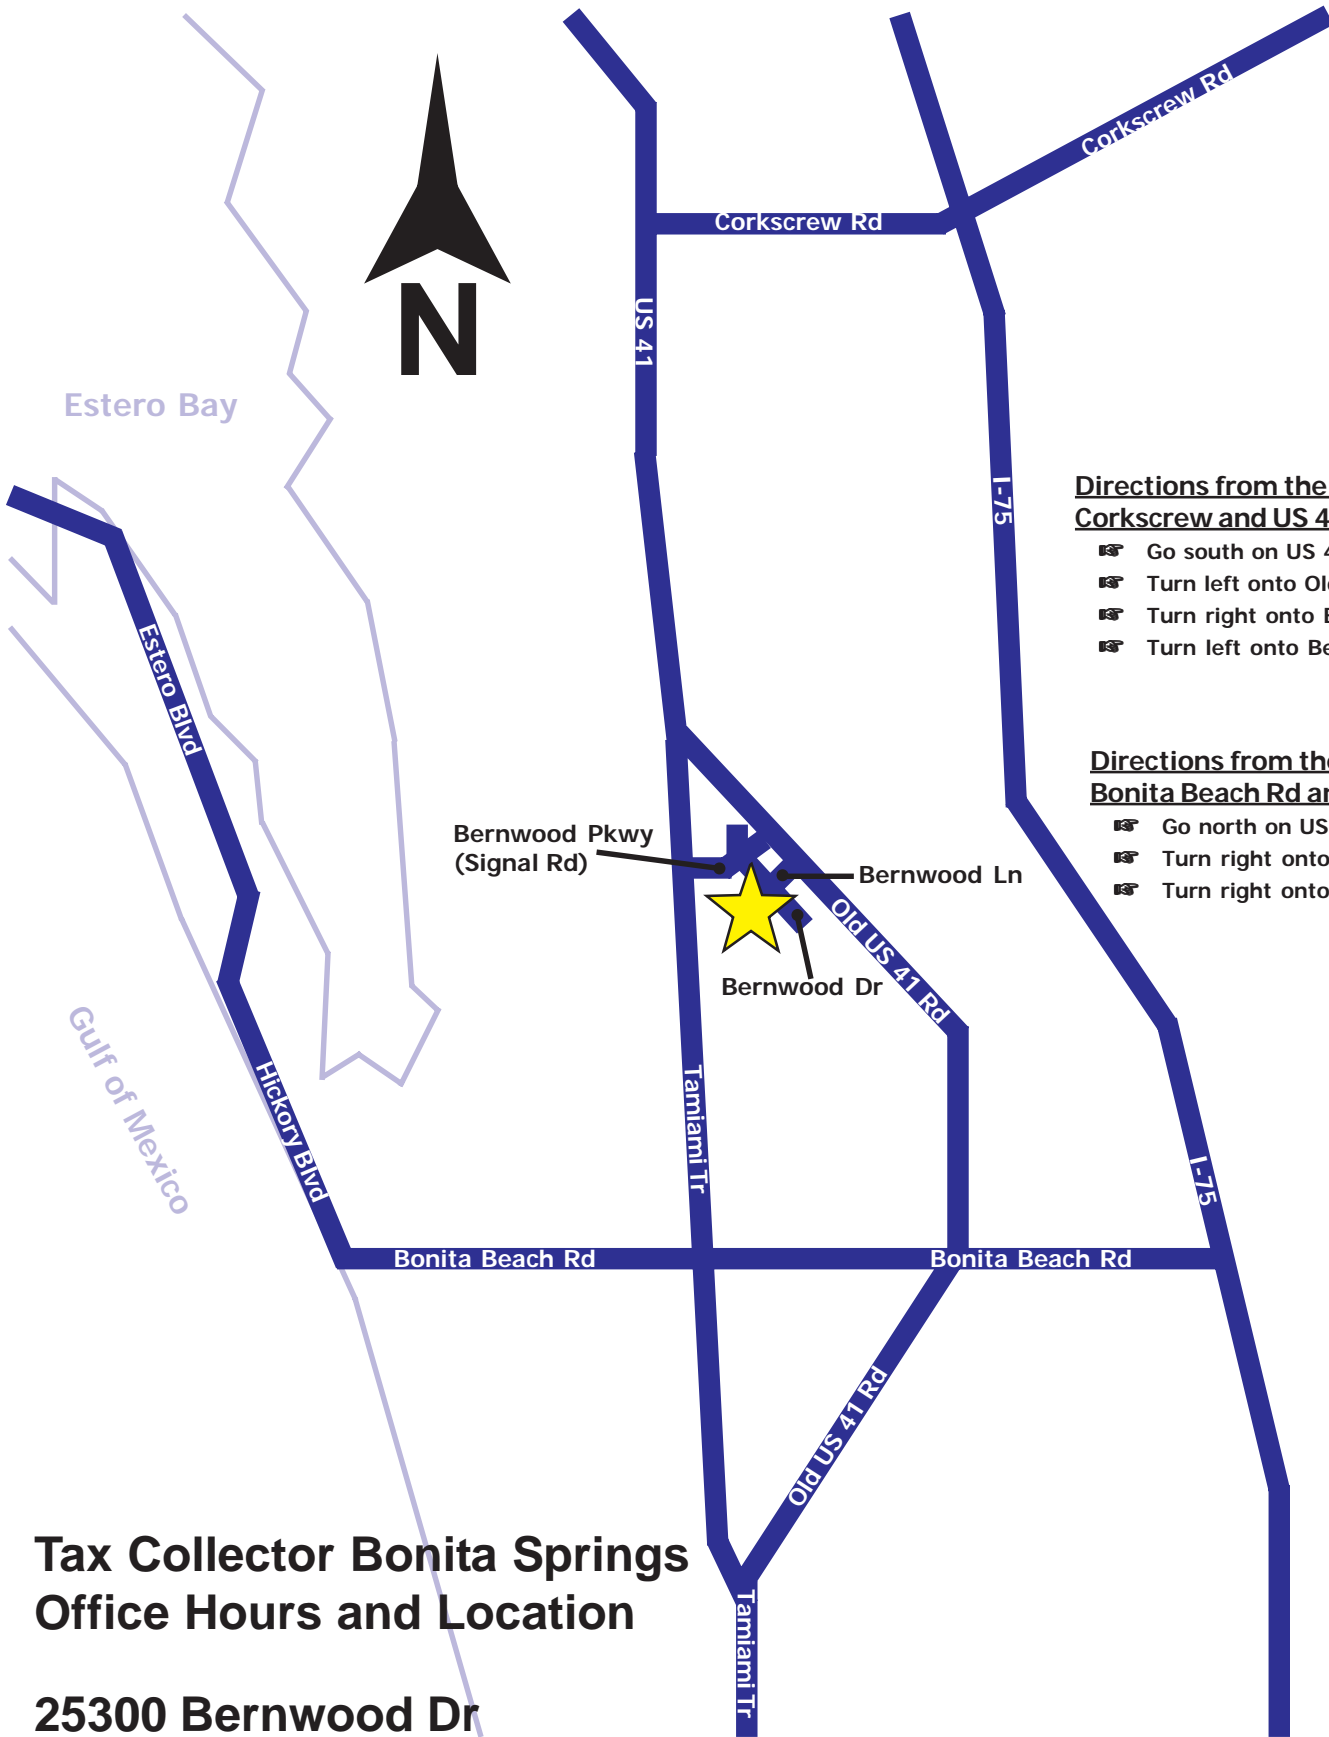 Corkscrew Rd
Corkscrew Rd
N
US 41
Estero Bay
I-75
Directions from the
Corkscrew and US 4
☞ Go south on US 4
☞ Turn left onto Old
☞ Turn right onto B
☞ Turn left onto Be
Estero Blvd
Directions from the
Bonita Beach Rd an
☞ Go north on US
☞ Turn right onto
☞ Turn right onto
Bernwood Pkwy
(Signal Rd)
Bernwood Ln
Old US 41 Rd
Bernwood Dr
Gulf of Mexico
Hickory Blvd
Tamiami Tr
I-75
Bonita Beach Rd
Bonita Beach Rd
Old US 41 Rd
Tax Collector Bonita Springs
Office Hours and Location
Tamiami Tr
25300 Bernwood Dr